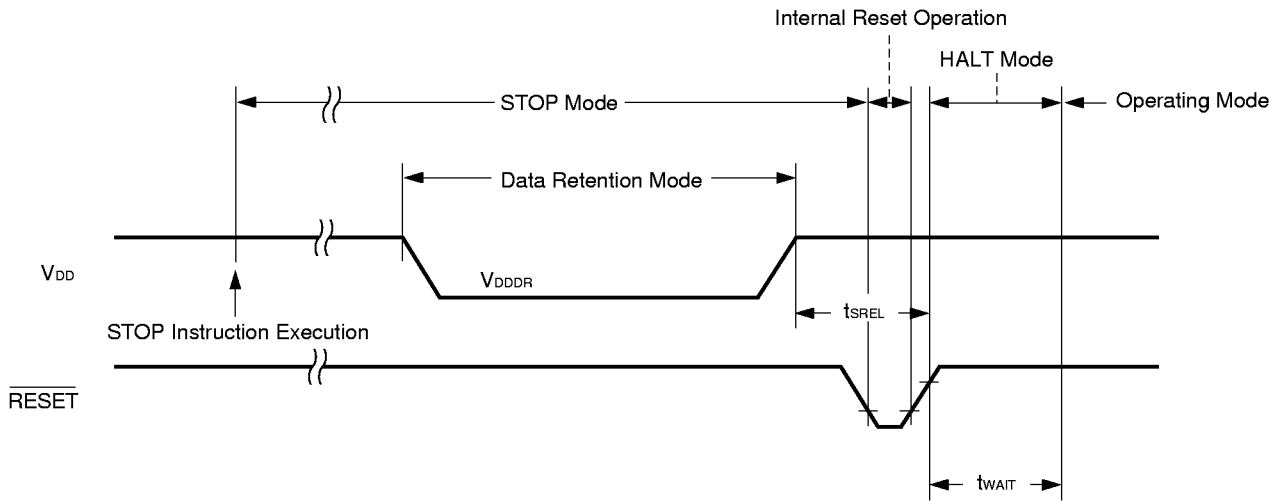 Internal Reset Operation
HALT Mode
STOP Mode
Operating Mode
Data Retention Mode
VDD
VDDDR
tSREL
STOP Instruction Execution
RESET
tWAIT